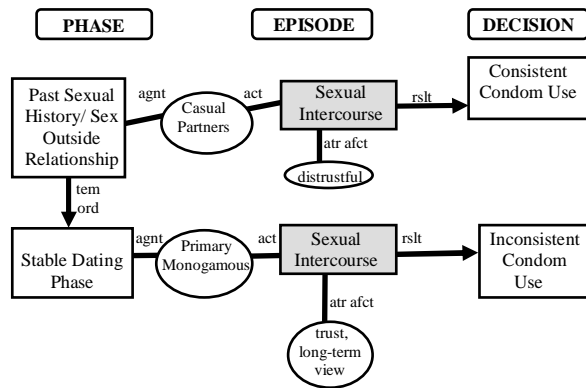 PHASE
EPISODE
DECISION
Past Sexual
History/ Sex
Outside
Relationship
agnt
Casual
Partners
act
Sexual
Intercourse
rslt
Consistent
Condom Use
atr afct
distrustful
tem
ord
Stable Dating
Phase
agnt
Primary
Monogamous
act
Sexual
Intercourse
rslt
Inconsistent
Condom
Use
atr afct
trust,
long-term
view